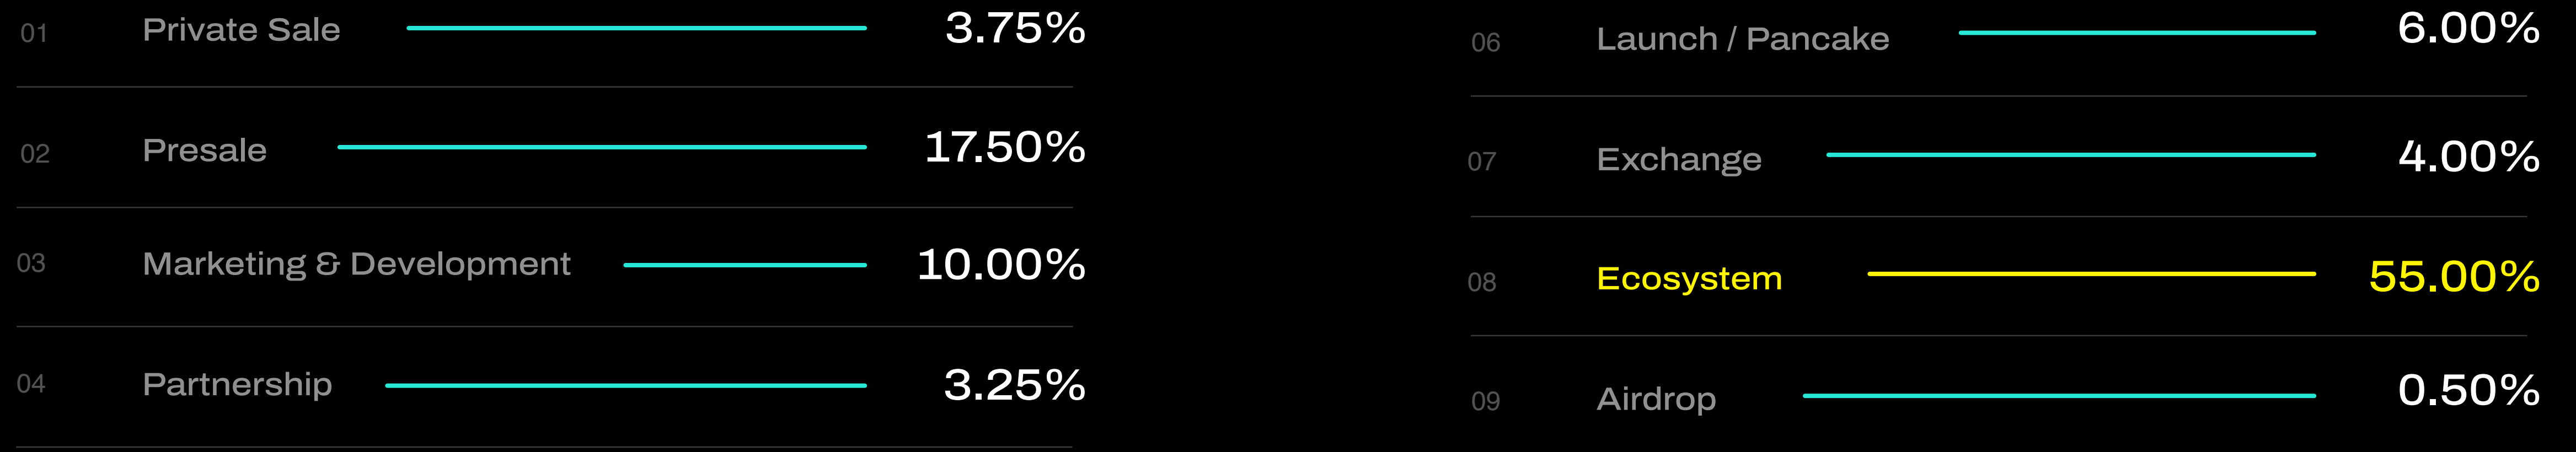 01 Private Sale 3.75%
02 Presale 17.50%
03 Marketing & Development 10.00%
04 Partnership 3.25%
06 Launch / Pancake 6.00%
07 Exchange 4.00%
08 Ecosystem 55.00%
09 Airdrop 0.50%